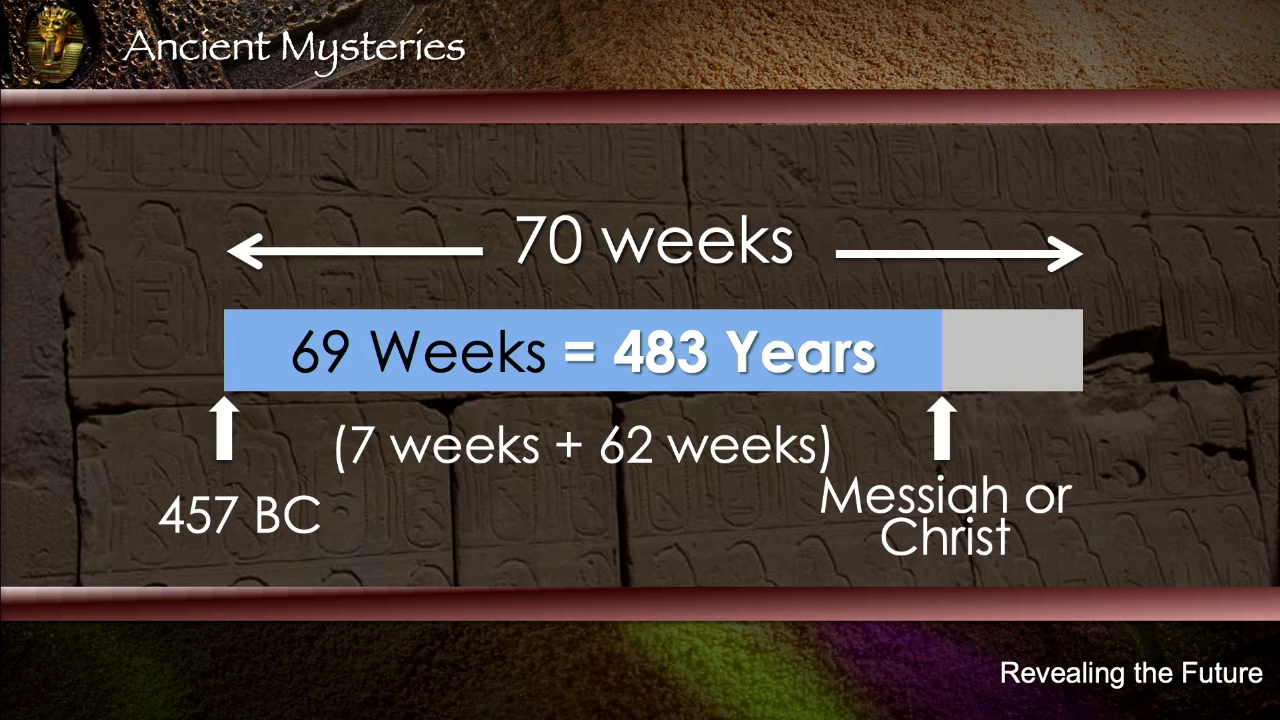 Ancient Mysteries
70 weeks
69 Weeks = 483 Years
(7 weeks + 62 weeks)
457 BC
Messiah or
Christ
Revealing the Future